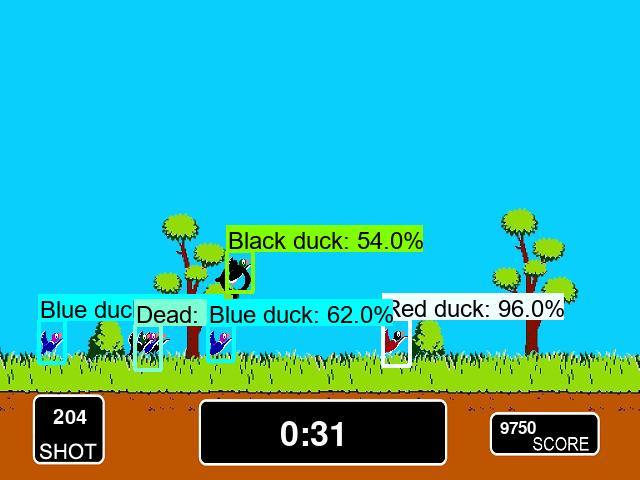 Black duck: 54.0%
Blue duc
Dead:
Blue duck: 62.0%
Red duck: 96.0%
204
SHOT
0:31
9750
SCORE